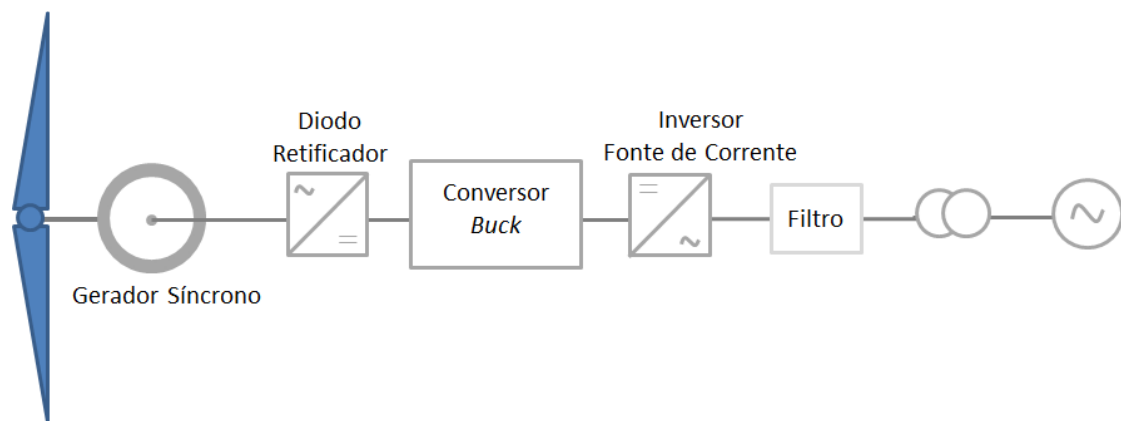 Diodo
Retificador
Inversor
Fonte de Corrente
Conversor
Buck
Filtro
Gerador Síncrono